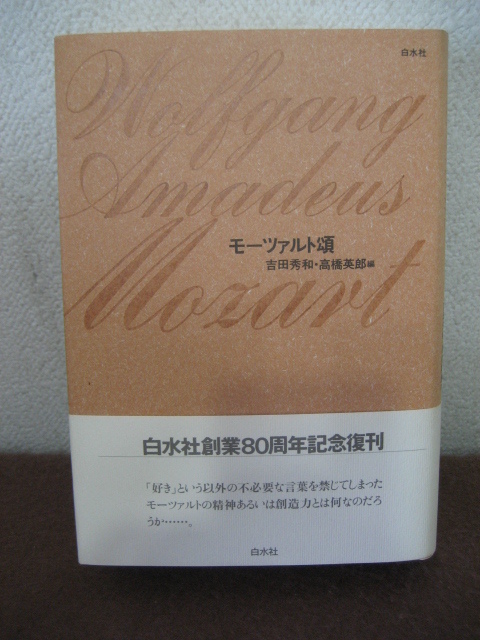 白水社
Wolfgang
Amadeus
Mozart
モーツァルト頌
吉田秀和・高橋英郎編
白水社創業80周年記念復刊
「好き」という以外の不必要な言葉を禁じてしまった
モーツァルトの精神あるいは創造力とは何なのだろ
うか……。
白水社